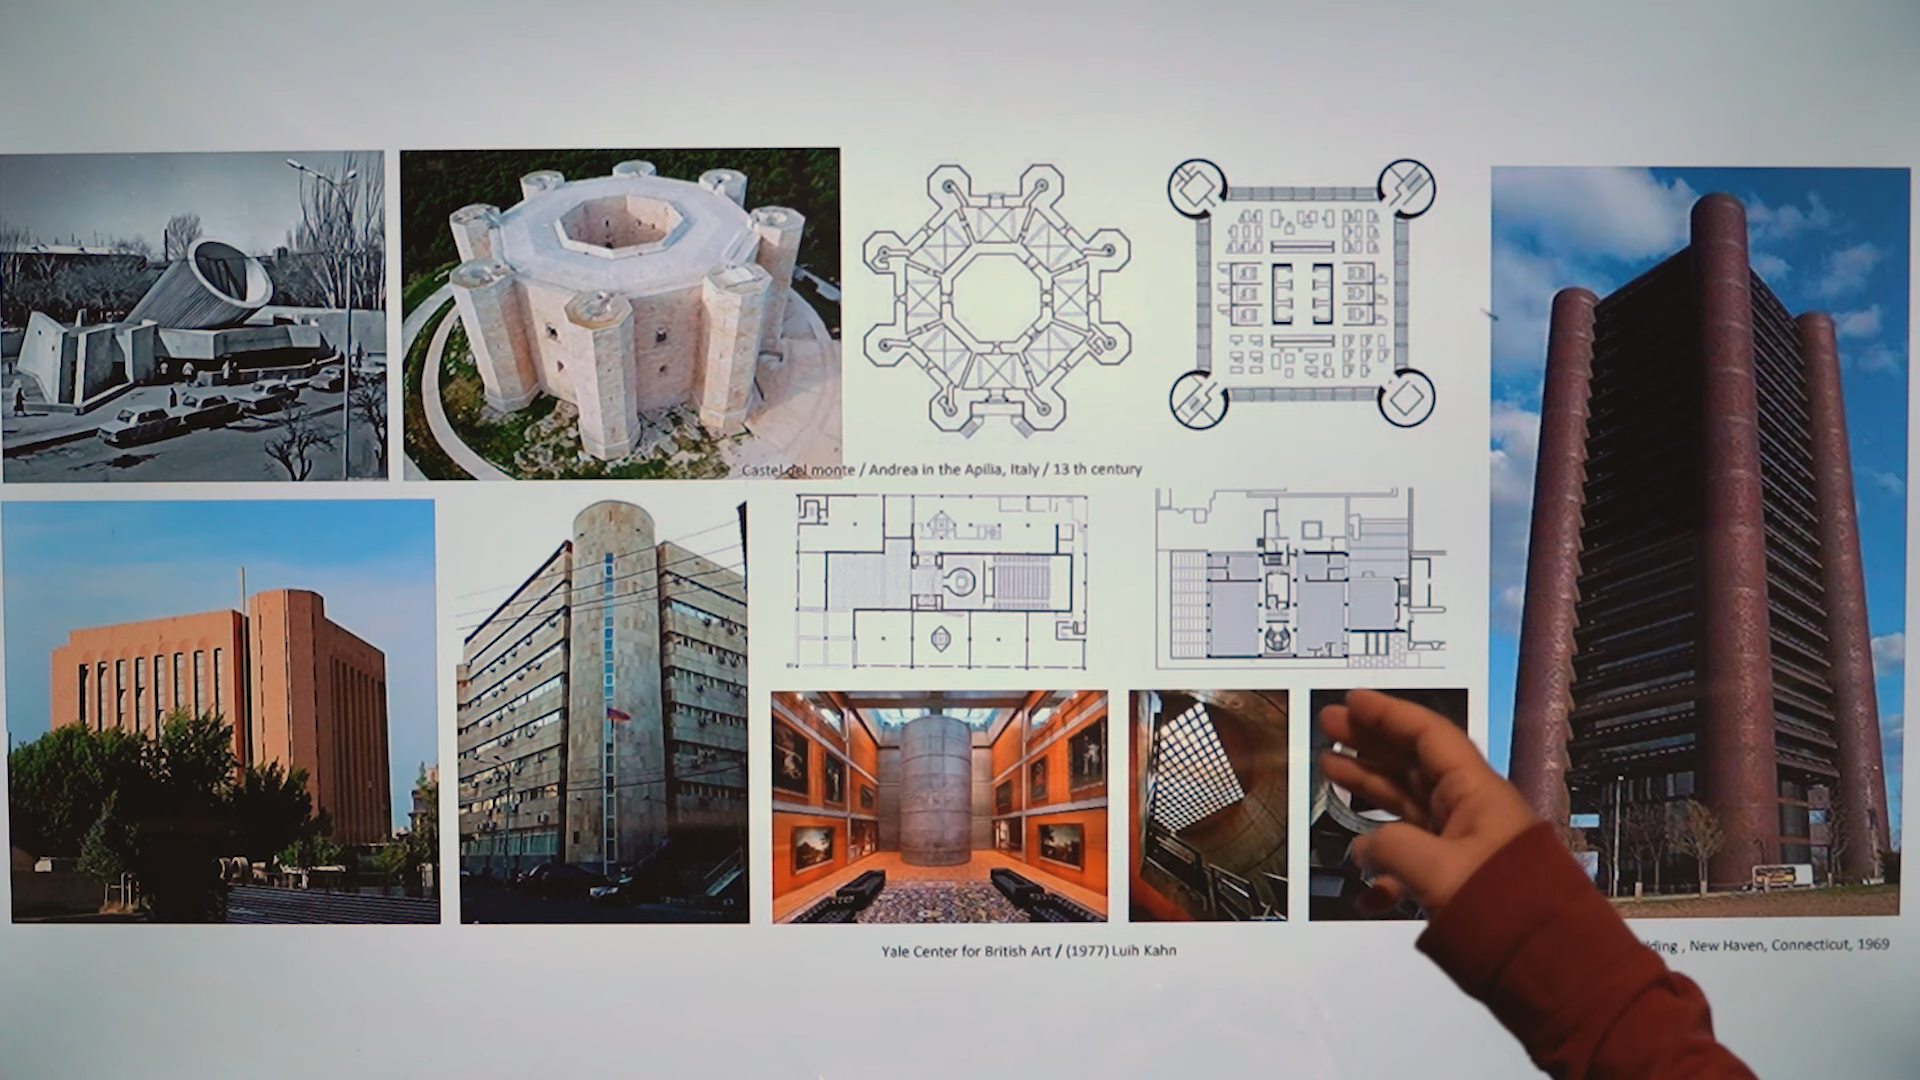 Castel del monte / Andrea in the Apilia, Italy / 13 th century
Yale Center for British Art / (1977) Luih Kahn
, New Haven, Connecticut, 1969